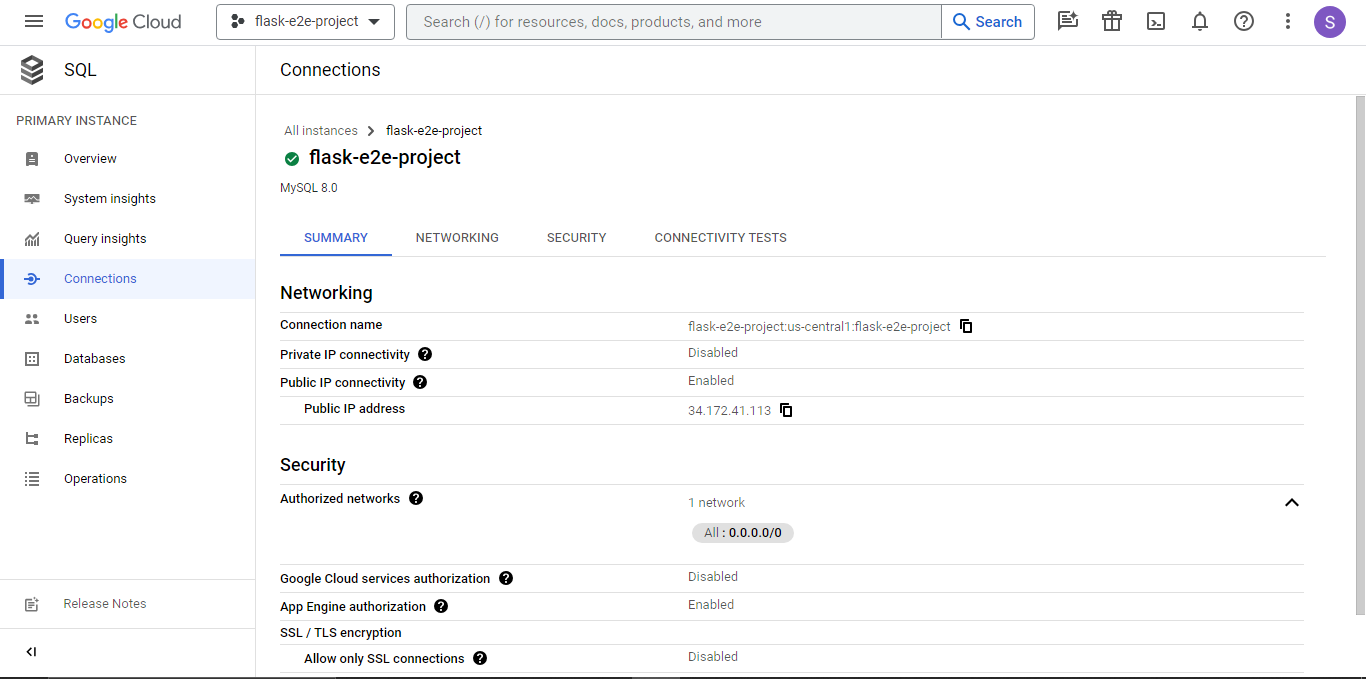 Google Cloud
flask-e2e-project
Search (/) for resources, docs, products, and more
Search
S
SQL
Connections
PRIMARY INSTANCE
Overview
System insights
Query insights
Connections
Users
Databases
Backups
Replicas
Operations
Release Notes
All instances > flask-e2e-project
flask-e2e-project
MySQL 8.0
SUMMARY NETWORKING SECURITY CONNECTIVITY TESTS
Networking
Connection name flask-e2e-project:us-central1:flask-e2e-project
Private IP connectivity Disabled
Public IP connectivity Enabled
Public IP address 34.172.41.113
Security
Authorized networks 1 network
All : 0.0.0.0/0
Google Cloud services authorization Disabled
App Engine authorization Enabled
SSL / TLS encryption
Allow only SSL connections Disabled